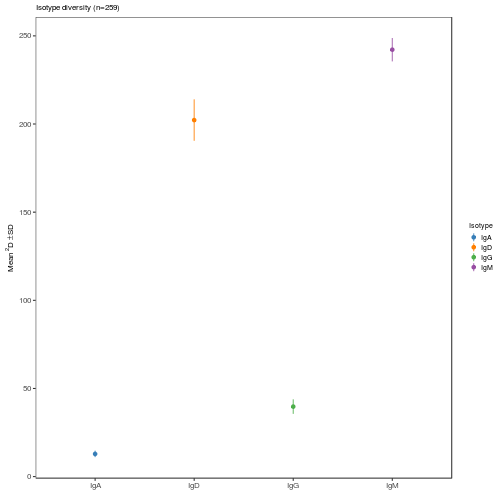 Isotype diversity (n=259)
250
200
150
100
50
0
Mean ²D ±SD
IgA
IgD
IgG
IgM
Isotype
IgA
IgD
IgG
IgM